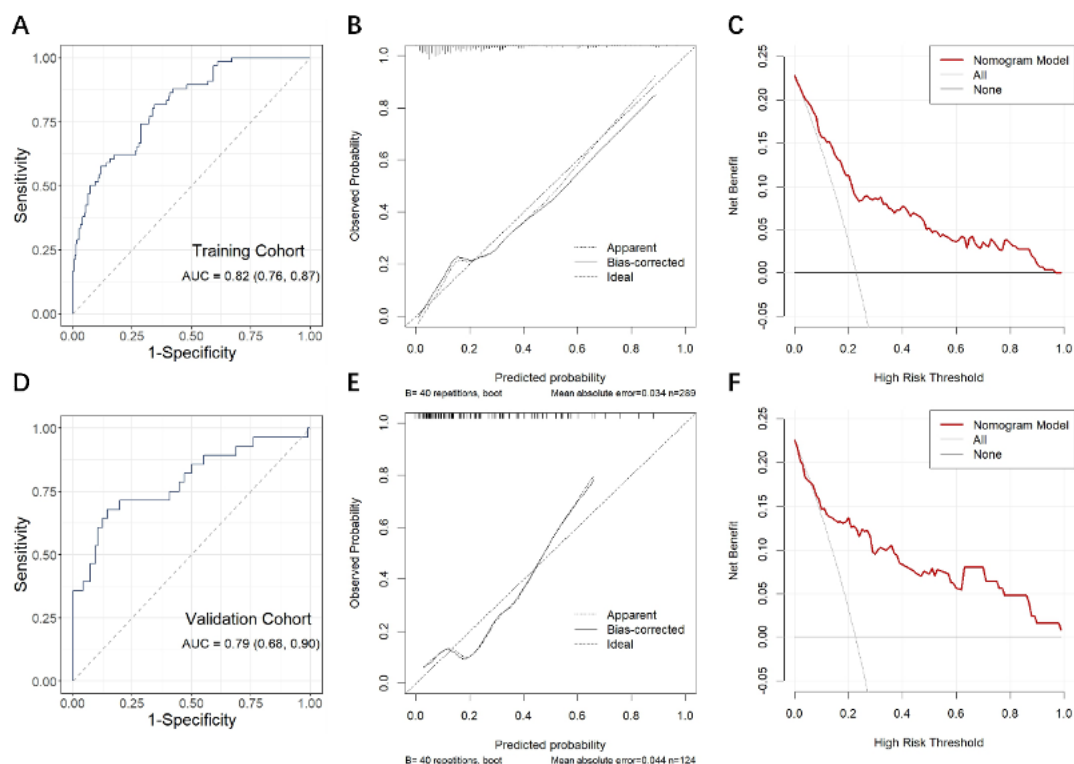 A
Sensitivity
1.00
0.75
0.50
0.25
0.00
Training Cohort
AUC = 0.82 (0.76, 0.87)
0.00 0.25 0.50 0.75 1.00
1-Specificity
B
Observed Probability
1.0
0.8
0.6
0.4
0.2
0.0
Apparent
Bias-corrected
Ideal
0.0 0.2 0.4 0.6 0.8 1.0
Predicted probability
B= 40 repetitions, boot Mean absolute error=0.034 n=289
C
Net Benefit
0.25
0.20
0.15
0.10
0.05
0.00
-0.05
Nomogram Model
All
None
0.0 0.2 0.4 0.6 0.8 1.0
High Risk Threshold
D
Sensitivity
1.00
0.75
0.50
0.25
0.00
Validation Cohort
AUC = 0.79 (0.68, 0.90)
0.00 0.25 0.50 0.75 1.00
1-Specificity
E
Observed Probability
1.0
0.8
0.6
0.4
0.2
0.0
Apparent
Bias-corrected
Ideal
0.0 0.2 0.4 0.6 0.8 1.0
Predicted probability
B= 40 repetitions, boot Mean absolute error=0.044 n=124
F
Net Benefit
0.25
0.20
0.15
0.10
0.05
0.00
-0.05
Nomogram Model
All
None
0.0 0.2 0.4 0.6 0.8 1.0
High Risk Threshold